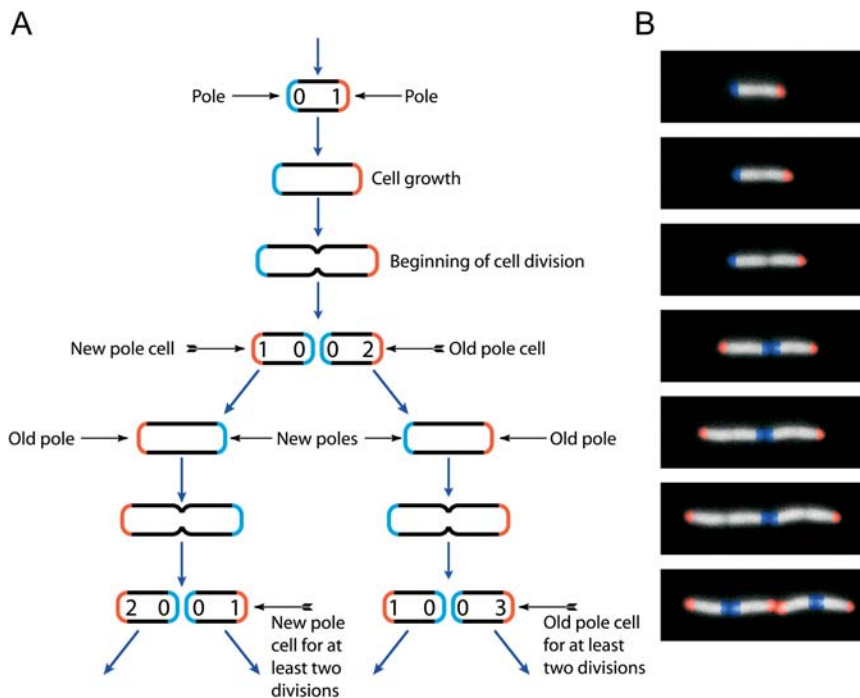 A
B
Pole
0 1
Pole
Cell growth
Beginning of cell division
New pole cell
1 0
0 2
Old pole cell
Old pole
New poles
Old pole
2 0
0 1
1 0
0 3
New pole
cell for at
least two
divisions
Old pole cell
for at least
two divisions